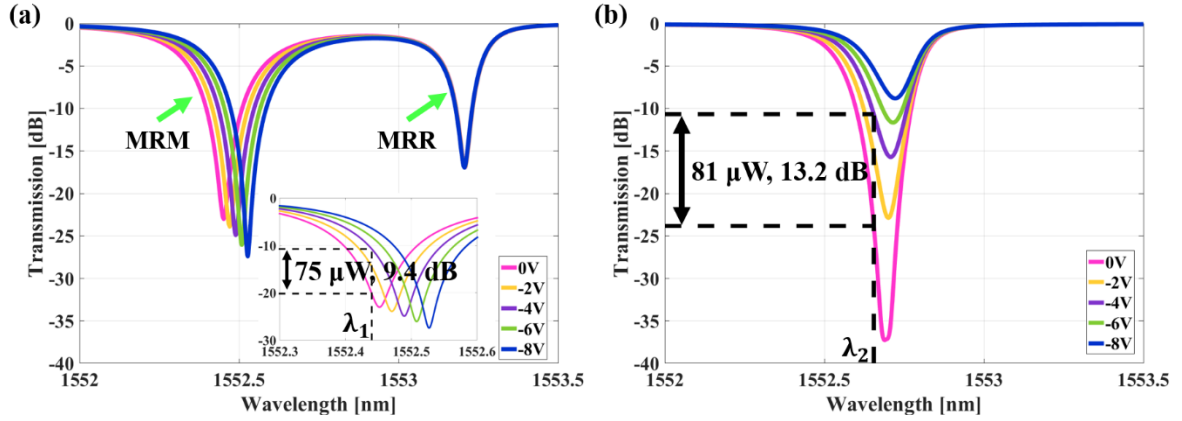 (a)
0
-5
-10
-15
-20
-25
-30
-35
-40
Transmission [dB]
MRM
MRR
0
-10
-20
-30
75 μW, 9.4 dB
λ1
1552.3
1552.4
1552.5
1552.6
0V
-2V
-4V
-6V
-8V
1552
1552.5
1553
1553.5
Wavelength [nm]
(b)
0
-5
-10
-15
-20
-25
-30
-35
-40
Transmission [dB]
81 μW, 13.2 dB
λ2
0V
-2V
-4V
-6V
-8V
1552
1552.5
1553
1553.5
Wavelength [nm]